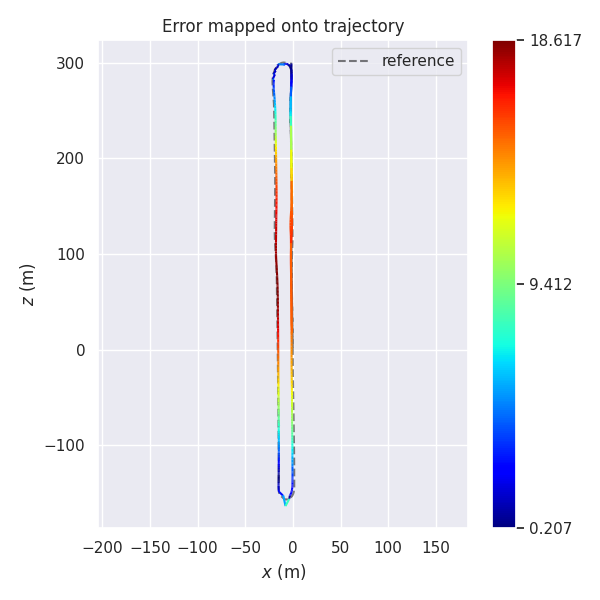 Error mapped onto trajectory
reference
300
200
100
0
−100
z (m)
−200 −150 −100 −50 0 50 100 150
x (m)
18.617
9.412
0.207